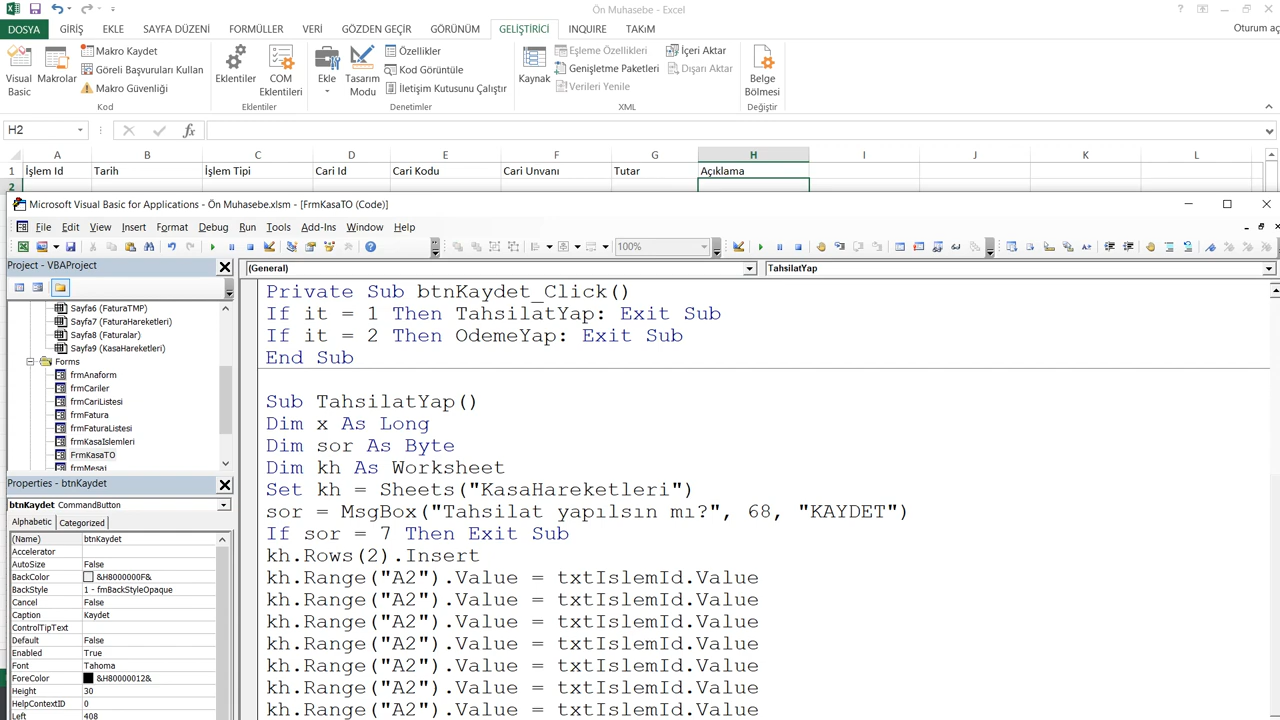 Ön Muhasebe - Excel
DOSYA GİRİŞ EKLE SAYFA DÜZENİ FORMÜLLER VERİ GÖZDEN GEÇİR GÖRÜNÜM GELİŞTİRİCİ INQUIRE TAKıM Oturum aç
Visual Basic
Makrolar
Makro Kaydet
Göreli Başvuruları Kullan
Makro Güvenliği
Kod
Eklentiler
COM Eklentileri
Eklentiler
Ekle
Tasarım Modu
Özellikler
Kod Görüntüle
İletişim Kutusunu Çalıştır
Denetimler
Kaynak
Eşleme Özellikleri
Genişletme Paketleri
Verileri Yenile
İçeri Aktar
Dışarı Aktar
XML
Belge Bölmesi
Değiştir
H2 fx
A B C D E F G H I J K L
1 İşlem Id Tarih İşlem Tipi Cari Id Cari Kodu Cari Unvanı Tutar Açıklama
2
Microsoft Visual Basic for Applications - Ön Muhasebe.xlsm - [FrmKasaTO (Code)]
File Edit View Insert Format Debug Run Tools Add-Ins Window Help
100%
Project - VBAProject
Sayfa6 (FaturaTMP)
Sayfa7 (FaturaHareketleri)
Sayfa8 (Faturalar)
Sayfa9 (KasaHareketleri)
Forms
frmAnaform
frmCariler
frmCariListesi
frmFatura
frmFaturaListesi
frmKasaIslemleri
FrmKasaTO
frmMesaj
Properties - btnKaydet
btnKaydet CommandButton
Alphabetic Categorized
(Name) btnKaydet
Accelerator
AutoSize False
BackColor &H8000000F&
BackStyle 1 - fmBackStyleOpaque
Cancel False
Caption Kaydet
ControlTipText
Default False
Enabled True
Font Tahoma
ForeColor &H80000012&
Height 30
HelpContextID 0
Left 408
(General) TahsilatYap
Private Sub btnKaydet_Click()
If it = 1 Then TahsilatYap: Exit Sub
If it = 2 Then OdemeYap: Exit Sub
End Sub
Sub TahsilatYap()
Dim x As Long
Dim sor As Byte
Dim kh As Worksheet
Set kh = Sheets("KasaHareketleri")
sor = MsgBox("Tahsilat yapılsın mı?", 68, "KAYDET")
If sor = 7 Then Exit Sub
kh.Rows(2).Insert
kh.Range("A2").Value = txtIslemId.Value
kh.Range("A2").Value = txtIslemId.Value
kh.Range("A2").Value = txtIslemId.Value
kh.Range("A2").Value = txtIslemId.Value
kh.Range("A2").Value = txtIslemId.Value
kh.Range("A2").Value = txtIslemId.Value
kh.Range("A2").Value = txtIslemId.Value